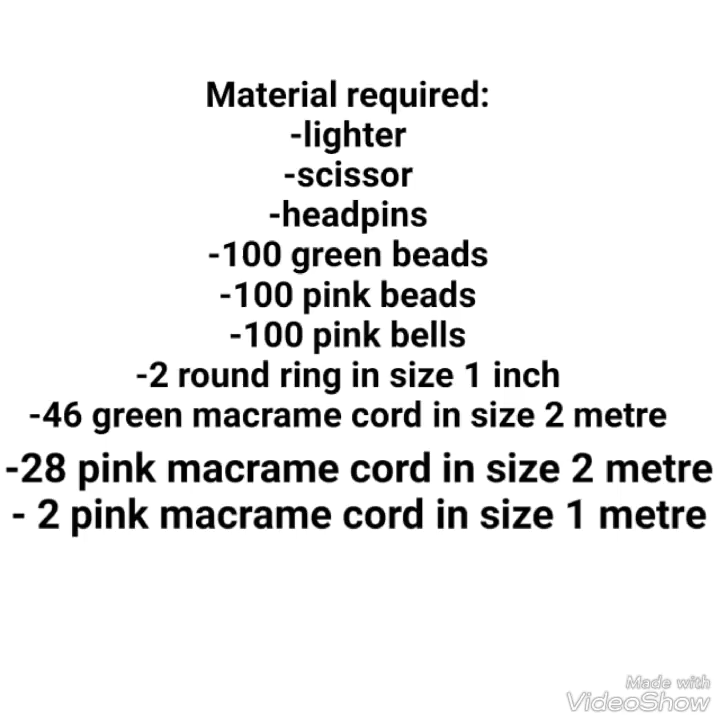 Material required:
-lighter
-scissor
-headpins
-100 green beads
-100 pink beads
-100 pink bells
-2 round ring in size 1 inch
-46 green macrame cord in size 2 metre
-28 pink macrame cord in size 2 metre
- 2 pink macrame cord in size 1 metre
Made with
VideoShow